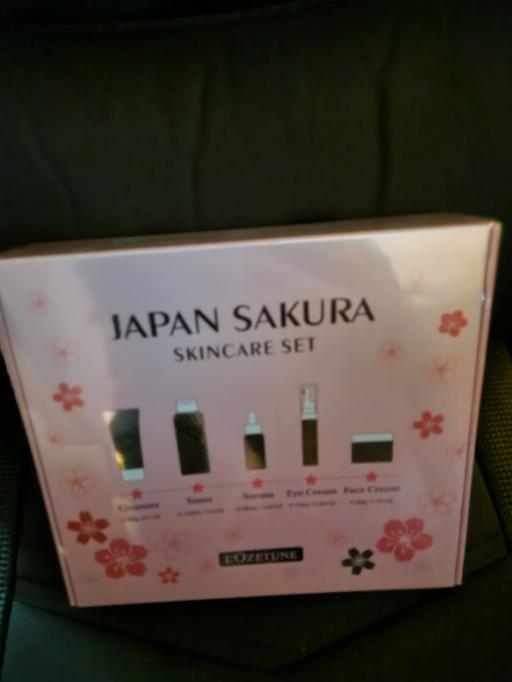 JAPAN SAKURA
SKINCARE SET
Cleanser Toner Serum Eye Cream Face Cream
L'OZETUNE